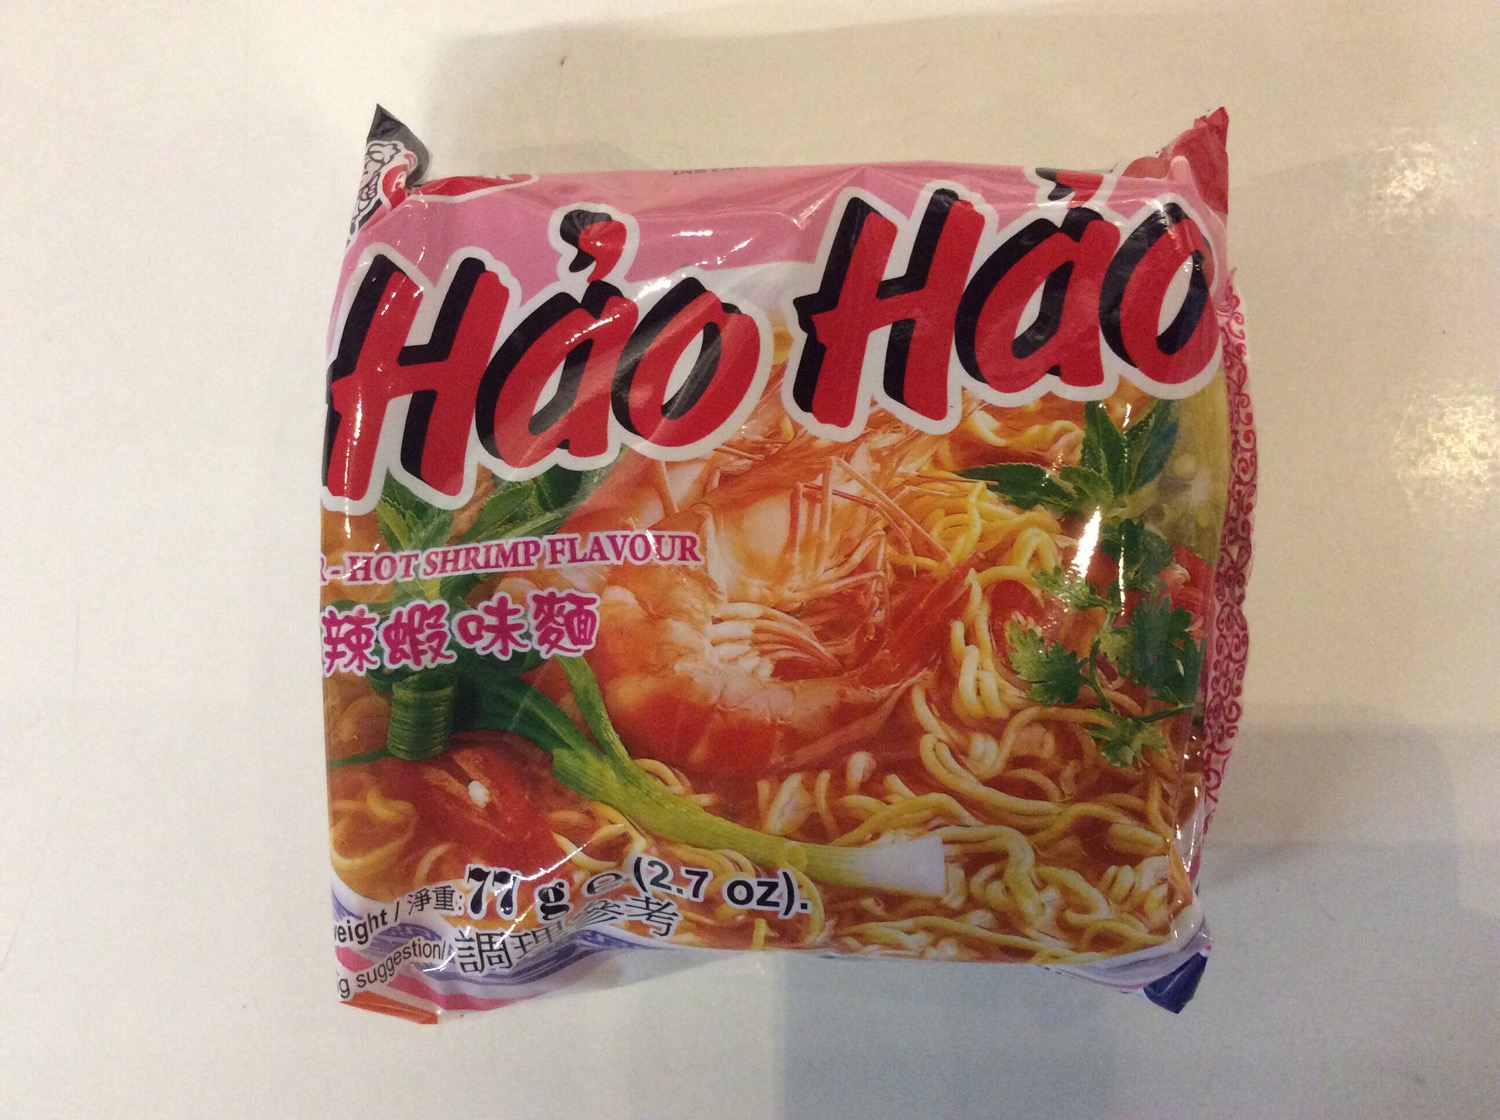 Hảo Hảo
- HOT SHRIMP FLAVOUR
辣蝦味麵
淨重: 77 g e (2.7 oz).
suggestion/ 調理參考